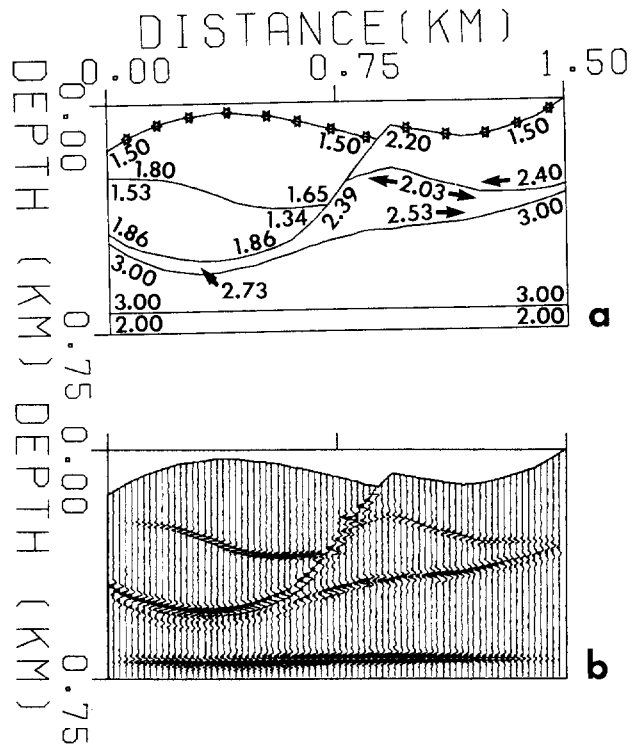 DISTANCE(KM)
0.00 0.75 1.50
DEPTH (KM)
0.00
0.75
1.50 1.50 2.20 1.50
1.80 1.65 2.03 2.40
1.53 1.34 2.39 2.53 3.00
1.86 1.86
3.00 2.73
3.00 3.00
2.00 2.00
a
DEPTH (KM)
0.00
0.75
b